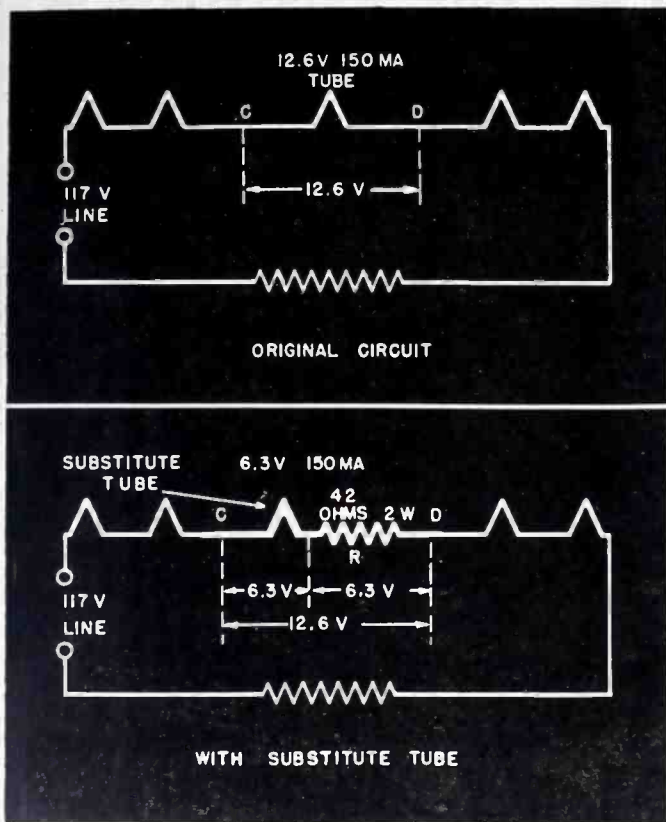 12.6V 150 MA
TUBE
C D
12.6 V
117 V
LINE
ORIGINAL CIRCUIT
SUBSTITUTE 6.3V 150MA
TUBE
42
C OHMS 2W D
R
6.3V 6.3 V
12.6 V
117 V
LINE
WITH SUBSTITUTE TUBE